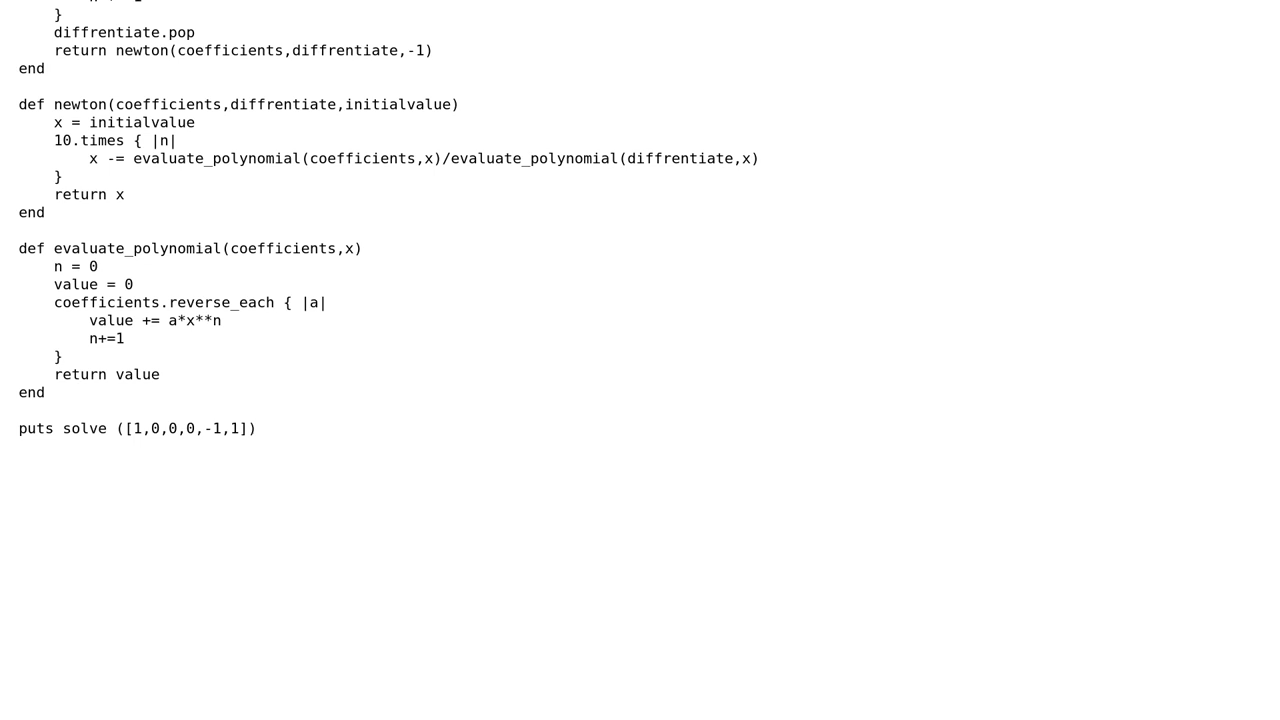 }
diffrentiate.pop
return newton(coefficients,diffrentiate,-1)
end
def newton(coefficients,diffrentiate,initialvalue)
x = initialvalue
10.times { |n|
x -= evaluate_polynomial(coefficients,x)/evaluate_polynomial(diffrentiate,x)
}
return x
end
def evaluate_polynomial(coefficients,x)
n = 0
value = 0
coefficients.reverse_each { |a|
value += a*x**n
n+=1
}
return value
end
puts solve ([1,0,0,0,-1,1])